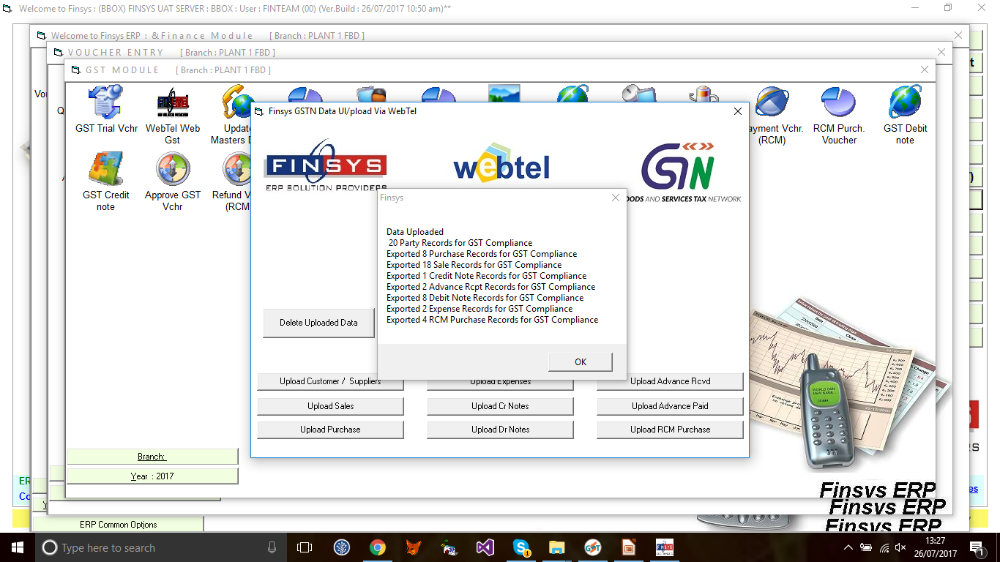 Welcome to Finsys : (BBOX) FINSYS UAT SERVER : BBOX : User : FINTEAM (00) (Ver.Build : 26/07/2017 10:50 am)**
Welcome to Finsys ERP : & Finance Module [ Branch : PLANT 1 FBD ]
VOUCHER ENTRY [ Branch : PLANT 1 FBD ]
GST MODULE [ Branch : PLANT 1 FBD ]
GST Trial Vchr
WebTel Web Gst
Masters
Vchr. (RCM)
RCM Purch. Voucher
GST Debit note
GST Credit note
Approve GST Vchr
Refund
(RCM
Finsys GSTN Data Ul/pload Via WebTel
FINSYS
ERP SOLUTION PROVIDERS
webtel
GSTN
AND SERVICES TAX NETWORK
Finsys
Data Uploaded
20 Party Records for GST Compliance
Exported 8 Purchase Records for GST Compliance
Exported 18 Sale Records for GST Compliance
Exported 1 Credit Note Records for GST Compliance
Exported 2 Advance Rcpt Records for GST Compliance
Exported 8 Debit Note Records for GST Compliance
Exported 2 Expense Records for GST Compliance
Exported 4 RCM Purchase Records for GST Compliance
OK
Delete Uploaded Data
Upload Customer / Suppliers
Upload Expenses
Upload Advance Rcvd
Upload Sales
Upload Cr Notes
Upload Advance Paid
Upload Purchase
Upload Dr Notes
Upload RCM Purchase
Branch:
Year : 2017
ERP Common Options
Finsys ERP
Finsys ERP
Finsys ERP
Type here to search
13:27
26/07/2017